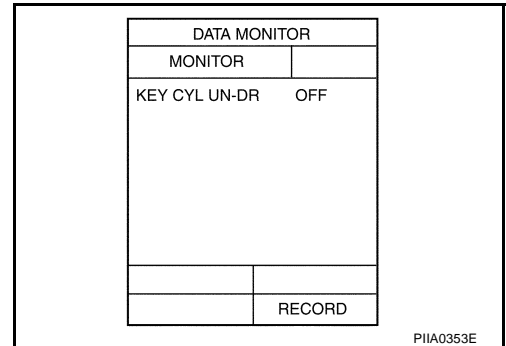 DATA MONITOR
MONITOR
KEY CYL UN-DR OFF
RECORD
PIIA0353E